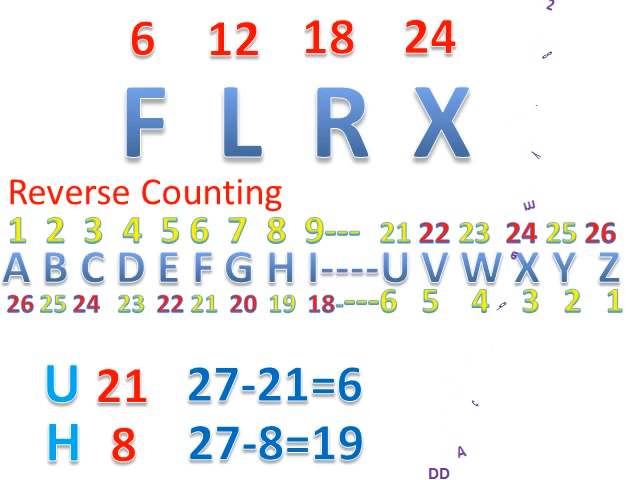 6 12 18 24
F L R X
Reverse Counting
1 2 3 4 5 6 7 8 9--- 21 22 23 24 25 26
A B C D E F G H I----U V W X Y Z
26 25 24 23 22 21 20 19 18----6 5 4 3 2 1
U 21 27-21=6
H 8 27-8=19
A
DD